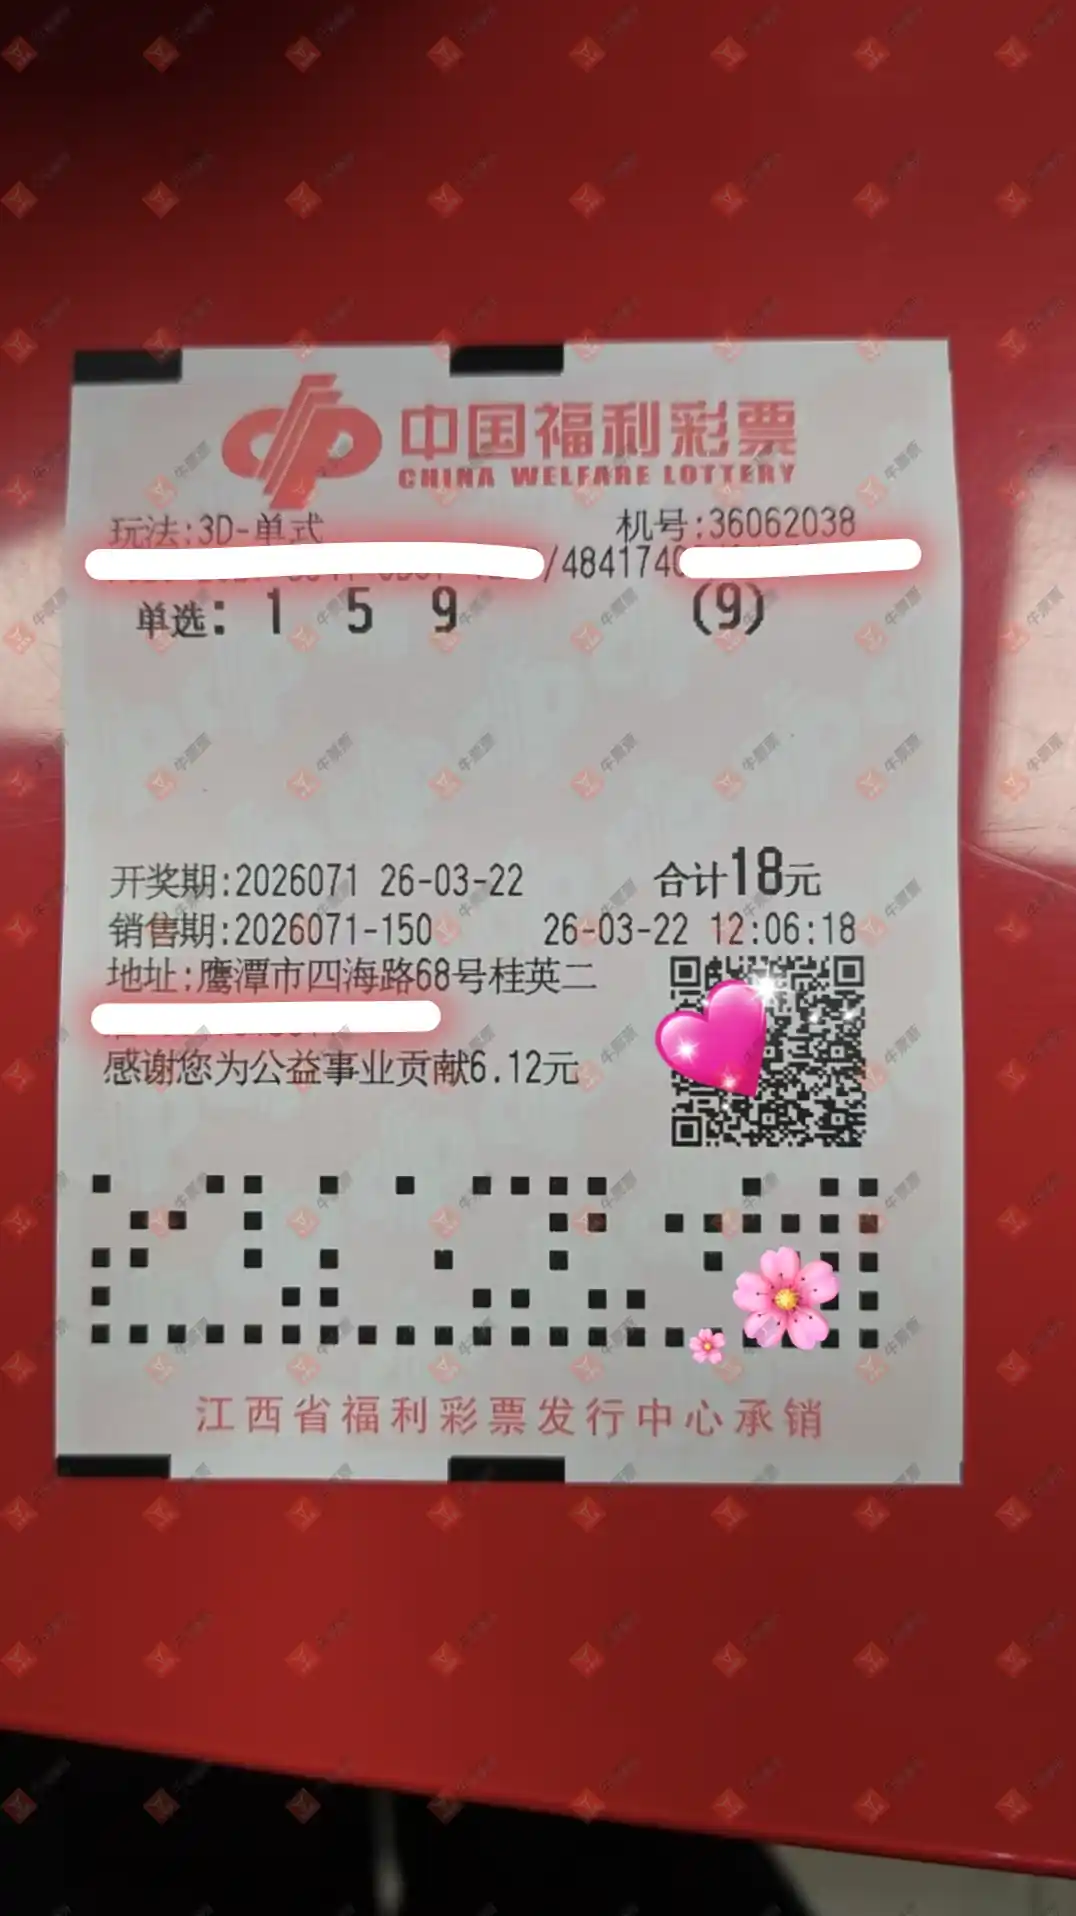 中国福利彩票
CHINA WELFARE LOTTERY
玩法:3D-单式 机号:36062038
/4841740
单选: 1 5 9 (9)
开奖期:2026071 26-03-22 合计18元
销售期:2026071-150 26-03-22 12:06:18
地址:鹰潭市四海路68号桂英二
感谢您为公益事业贡献6.12元
江西省福利彩票发行中心承销